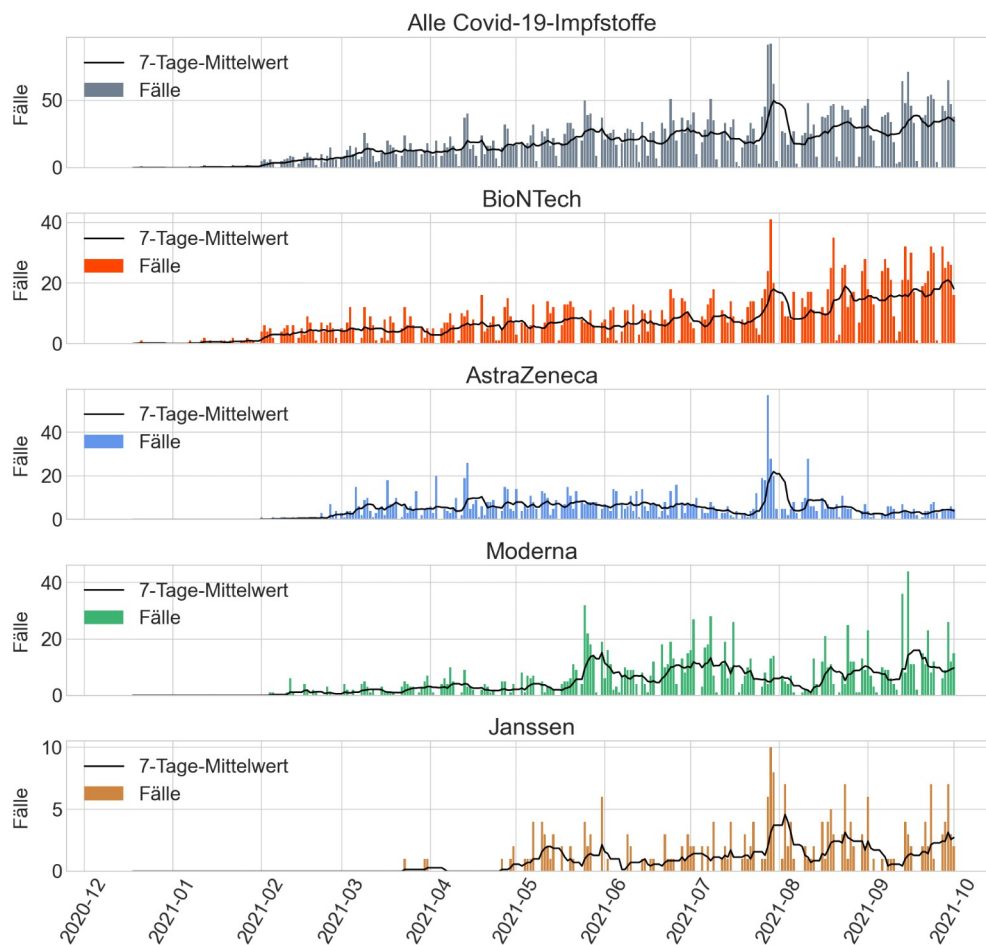 Alle Covid-19-Impfstoffe
Fälle
7-Tage-Mittelwert
Fälle
50
0
BioNTech
Fälle
7-Tage-Mittelwert
Fälle
40
20
0
AstraZeneca
Fälle
7-Tage-Mittelwert
Fälle
40
20
0
Moderna
Fälle
7-Tage-Mittelwert
Fälle
40
20
0
Janssen
Fälle
7-Tage-Mittelwert
Fälle
10
5
0
2020-12
2021-01
2021-02
2021-03
2021-04
2021-05
2021-06
2021-07
2021-08
2021-09
2021-10